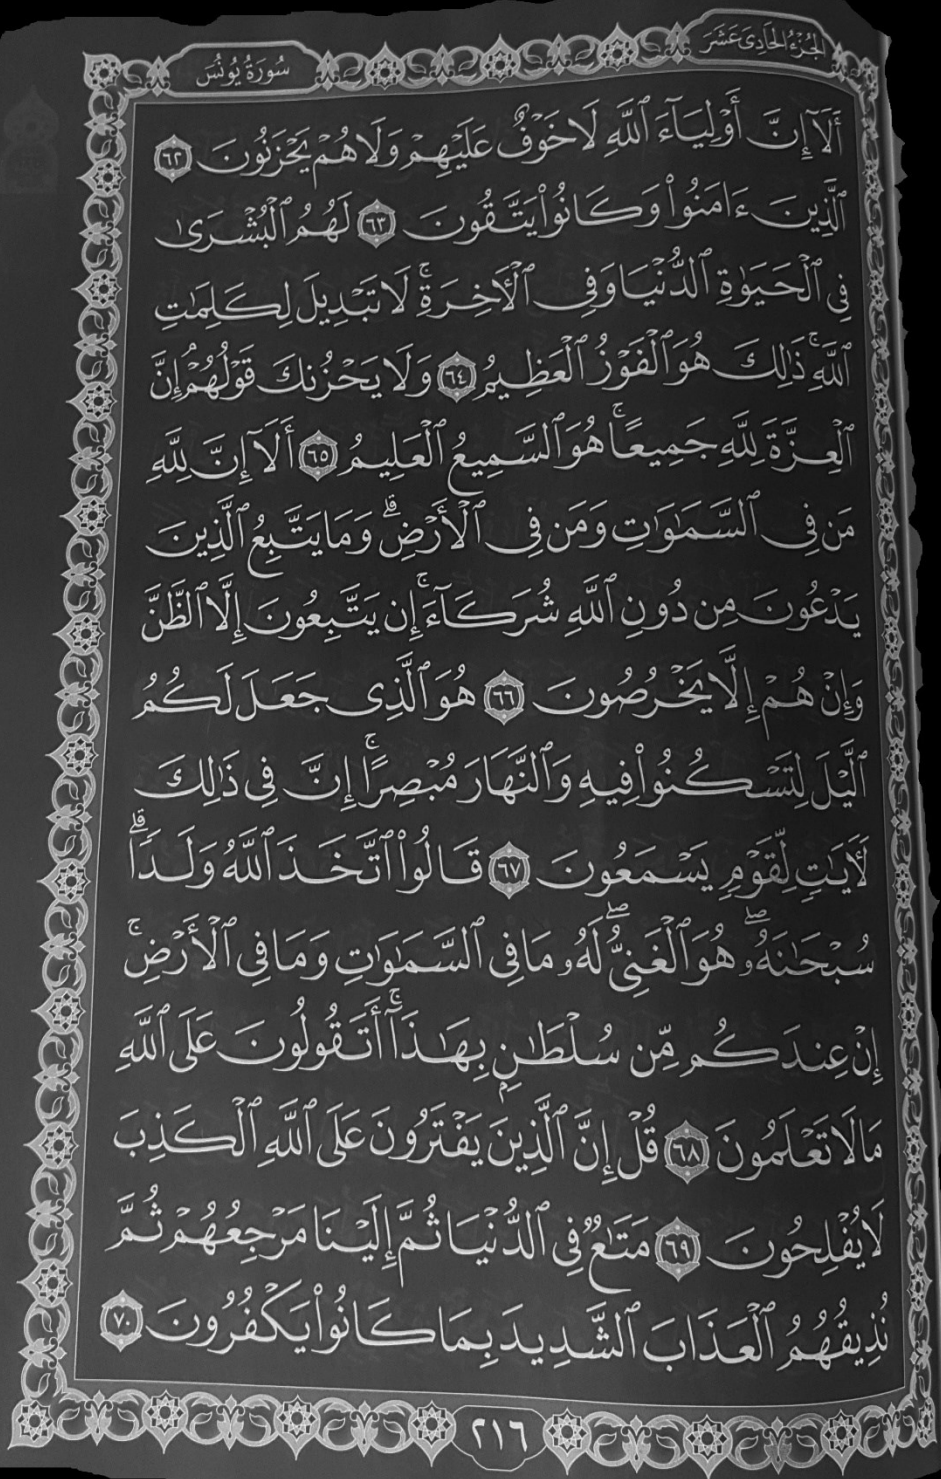 الجزء الحادي عشر
سورة يونس
أَلَآ إِنَّ أَوْلِيَآءَ ٱللَّهِ لَا خَوْفٌ عَلَيْهِمْ وَلَا هُمْ يَحْزَنُونَ ٦٢
ٱلَّذِينَ ءَامَنُوا۟ وَكَانُوا۟ يَتَّقُونَ ٦٣ لَهُمُ ٱلْبُشْرَىٰ
فِى ٱلْحَيَوٰةِ ٱلدُّنْيَا وَفِى ٱلْأَخِرَةِ ۚ لَا تَبْدِيلَ لِكَلِمَٰتِ
ٱللَّهِ ۚ ذَٰلِكَ هُوَ ٱلْفَوْزُ ٱلْعَظِيمُ ٦٤ وَلَا يَحْزُنكَ قَوْلُهُمْ ۘ إِنَّ
ٱلْعِزَّةَ لِلَّهِ جَمِيعًا ۚ هُوَ ٱلسَّمِيعُ ٱلْعَلِيمُ ٦٥ أَلَآ إِنَّ لِلَّهِ
مَن فِى ٱلسَّمَٰوَٰتِ وَمَن فِى ٱلْأَرْضِ ۗ وَمَا يَتَّبِعُ ٱلَّذِينَ
يَدْعُونَ مِن دُونِ ٱللَّهِ شُرَكَآءَ ۚ إِن يَتَّبِعُونَ إِلَّا ٱلظَّنَّ
وَإِنْ هُمْ إِلَّا يَخْرُصُونَ ٦٦ هُوَ ٱلَّذِى جَعَلَ لَكُمُ
ٱلَّيْلَ لِتَسْكُنُوا۟ فِيهِ وَٱلنَّهَارَ مُبْصِرًا ۚ إِنَّ فِى ذَٰلِكَ
لَأَيَٰتٍ لِّقَوْمٍ يَسْمَعُونَ ٦٧ قَالُوا۟ ٱتَّخَذَ ٱللَّهُ وَلَدًا ۗ
سُبْحَٰنَهُۥ ۖ هُوَ ٱلْغَنِىُّ ۖ لَهُۥ مَا فِى ٱلسَّمَٰوَٰتِ وَمَا فِى ٱلْأَرْضِ ۚ
إِنْ عِندَكُم مِّن سُلْطَٰنٍۭ بِهَٰذَآ ۚ أَتَقُولُونَ عَلَى ٱللَّهِ
مَا لَا تَعْلَمُونَ ٦٨ قُلْ إِنَّ ٱلَّذِينَ يَفْتَرُونَ عَلَى ٱللَّهِ ٱلْكَذِبَ
لَا يُفْلِحُونَ ٦٩ مَتَٰعٌ فِى ٱلدُّنْيَا ثُمَّ إِلَيْنَا مَرْجِعُهُمْ ثُمَّ
نُذِيقُهُمُ ٱلْعَذَابَ ٱلشَّدِيدَ بِمَا كَانُوا۟ يَكْفُرُونَ ٧٠
٢١٦